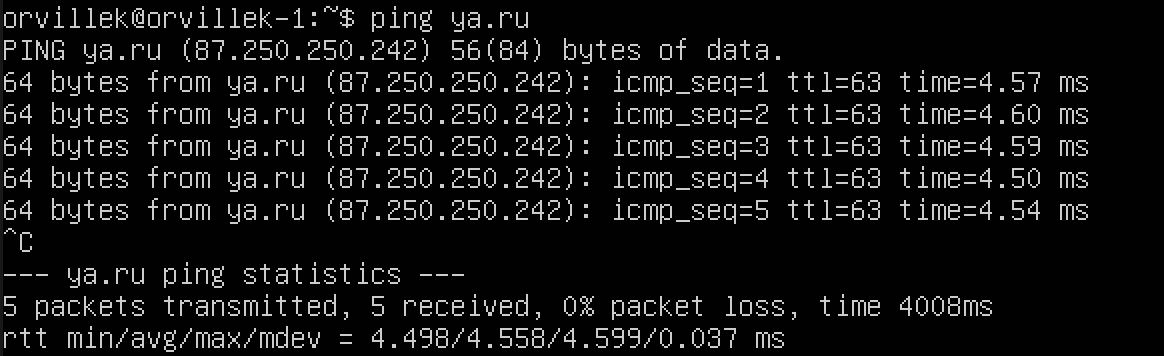 orvillek@orvillek-1:~$ ping ya.ru
PING ya.ru (87.250.250.242) 56(84) bytes of data.
64 bytes from ya.ru (87.250.250.242): icmp_seq=1 ttl=63 time=4.57 ms
64 bytes from ya.ru (87.250.250.242): icmp_seq=2 ttl=63 time=4.60 ms
64 bytes from ya.ru (87.250.250.242): icmp_seq=3 ttl=63 time=4.59 ms
64 bytes from ya.ru (87.250.250.242): icmp_seq=4 ttl=63 time=4.50 ms
64 bytes from ya.ru (87.250.250.242): icmp_seq=5 ttl=63 time=4.54 ms
^C
--- ya.ru ping statistics ---
5 packets transmitted, 5 received, 0% packet loss, time 4008ms
rtt min/avg/max/mdev = 4.498/4.558/4.599/0.037 ms